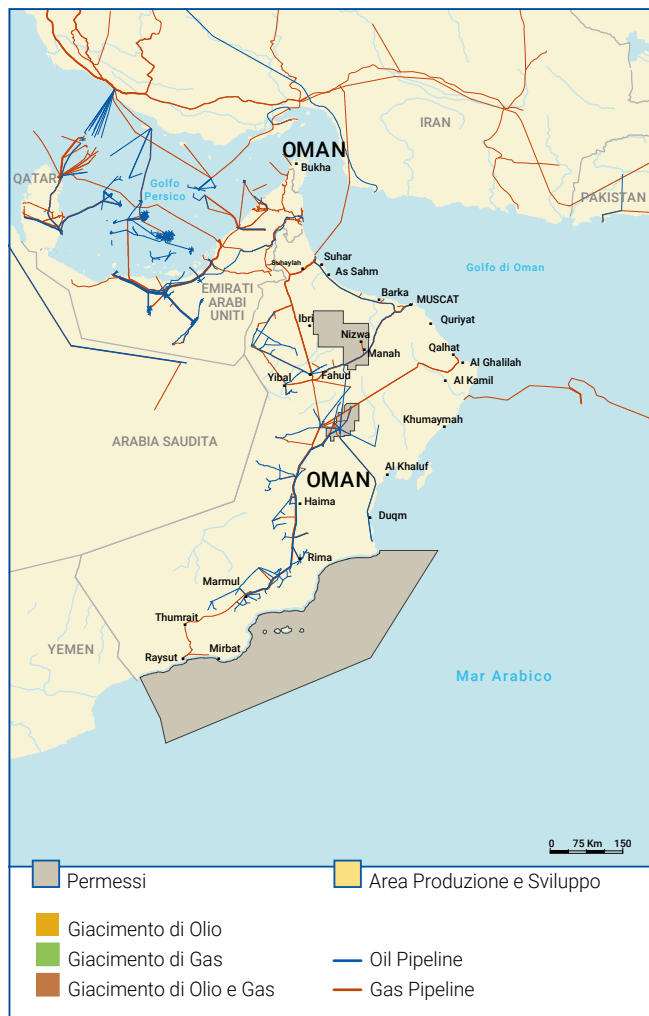 IRAN
OMAN
Bukha
QATAR
Golfo
Persico
PAKISTAN
Suhaylah
Suhar
As Sahm
Golfo di Oman
EMIRATI
ARABI
UNITI
Barka
MUSCAT
Ibri
Quriyat
Nizwa
Manah
Qalhat
Al Ghalilah
Yibal
Fahud
Al Kamil
Khumaymah
ARABIA SAUDITA
Al Khaluf
OMAN
Haima
Duqm
Rima
Marmul
Thumrait
YEMEN
Raysut
Mirbat
Mar Arabico
0 75 Km 150
Permessi
Area Produzione e Sviluppo
Giacimento di Olio
Giacimento di Gas
Oil Pipeline
Giacimento di Olio e Gas
Gas Pipeline